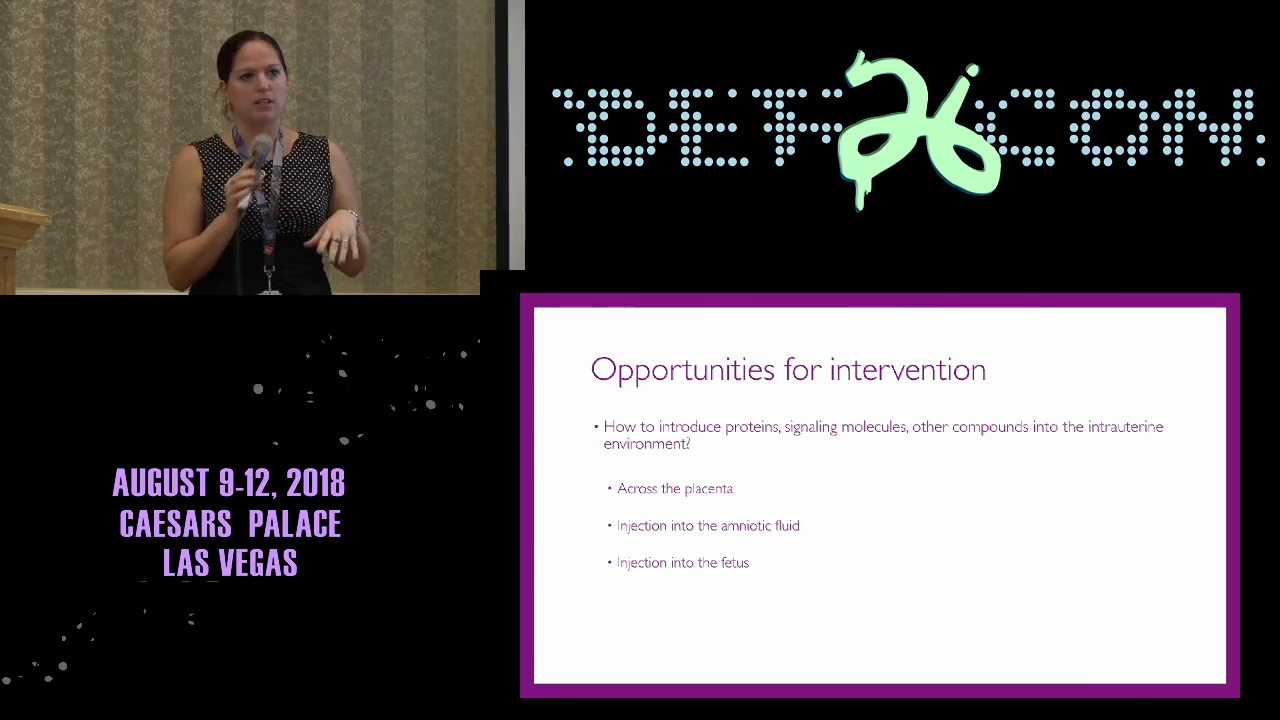 DEF 26 CON
Opportunities for intervention
• How to introduce proteins, signaling molecules, other compounds into the intrauterine
environment?
• Across the placenta
• Injection into the amniotic fluid
• Injection into the fetus
AUGUST 9-12, 2018
CAESARS PALACE
LAS VEGAS